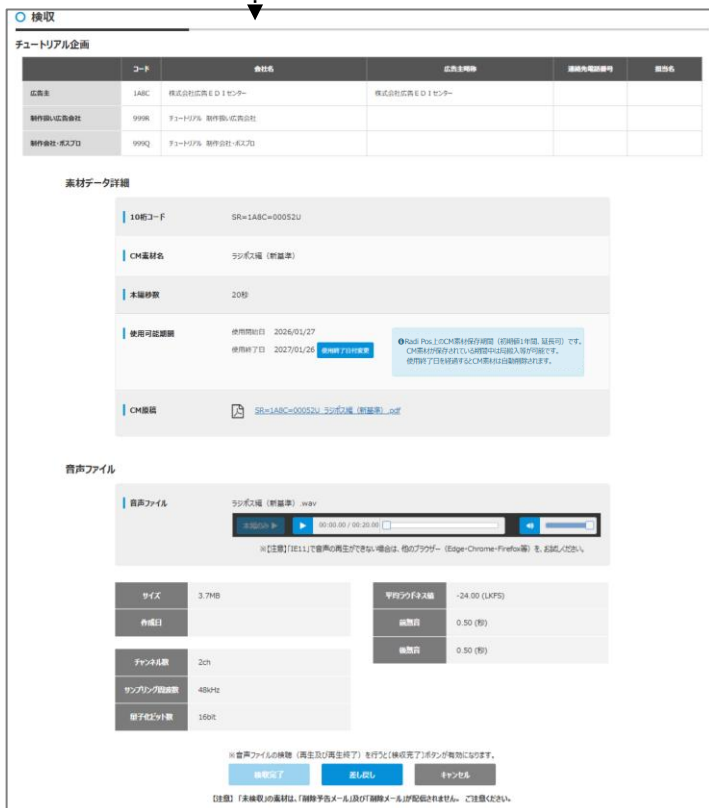 検収
チュートリアル企画
コード 会社名 広告主略称 連絡先電話番号 担当名
広告主 1ABC 株式会社広告EDIセンター 株式会社広告EDIセンター
制作扱い広告会社 999R チュートリアル 制作扱い広告会社
制作会社・ポスプロ 999Q チュートリアル 制作会社・ポスプロ
素材データ詳細
10桁コード SR=1ABC=00052U
CM素材名 ラジポス編（新基準）
本編秒数 20秒
使用可能期間 使用開始日 2026/01/27
使用終了日 2027/01/26 使用終了日付変更
Radi Pos上のCM素材保存期間（初期値1年間、延長可）です。
CM素材が保存されている期間中は局搬入等が可能です。
使用終了日を経過するとCM素材は自動削除されます。
CM原稿 SR=1ABC=00052U_ラジポス編（新基準）.pdf
音声ファイル
音声ファイル ラジポス編（新基準）.wav
本編のみ ▶ 00:00.00 / 00:20.00
※【注意】「IE11」で音声の再生ができない場合は、他のブラウザー（Edge・Chrome・Firefox等）を、お試しください。
サイズ 3.7MB
作成日
チャンネル数 2ch
サンプリング周波数 48kHz
量子化ビット数 16bit
平均ラウドネス値 -24.00 (LKFS)
前無音 0.50 (秒)
後無音 0.50 (秒)
※音声ファイルの検聴（再生及び再生終了）を行うと[検収完了]ボタンが有効になります。
検収完了 差し戻し キャンセル
【注意】「未検収」の素材は、「削除予告メール」及び「削除メール」が配信されません。ご注意ください。